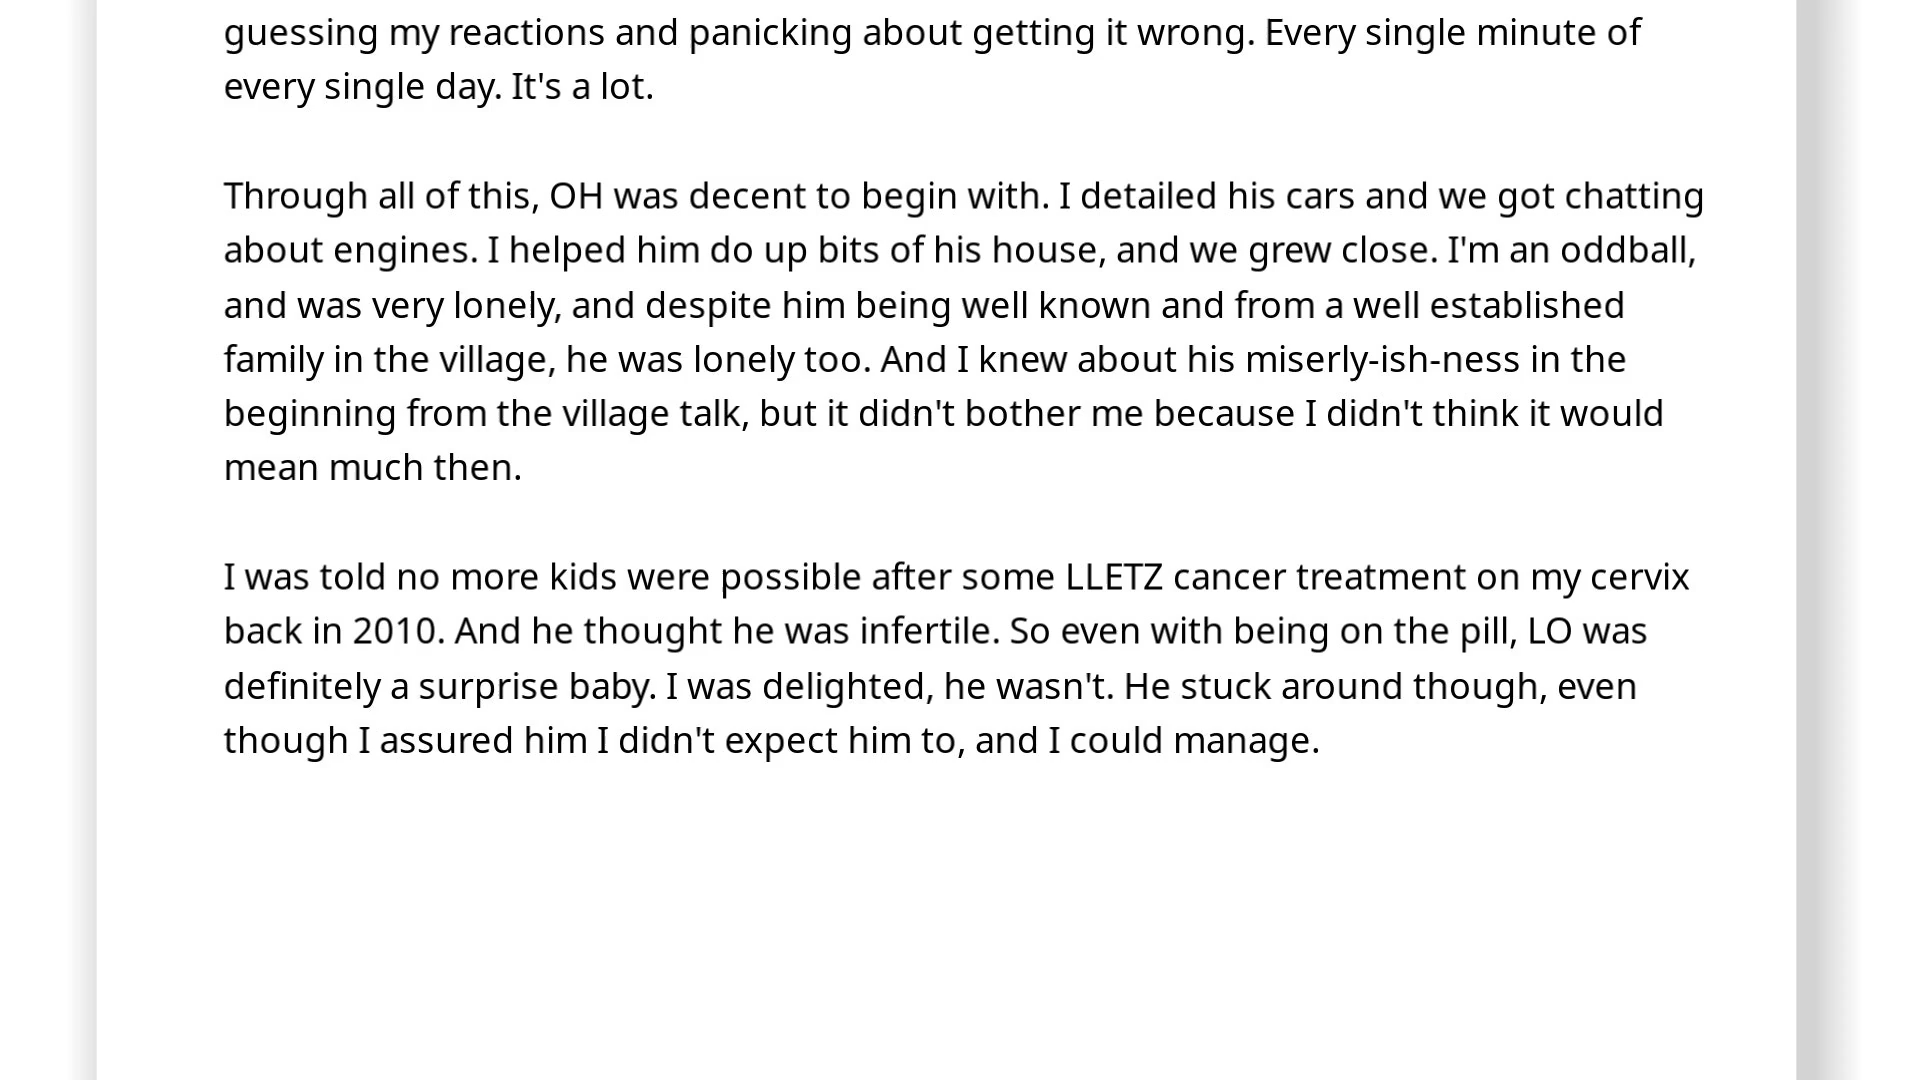 guessing my reactions and panicking about getting it wrong. Every single minute of
every single day. It's a lot.
Through all of this, OH was decent to begin with. I detailed his cars and we got chatting
about engines. I helped him do up bits of his house, and we grew close. I'm an oddball,
and was very lonely, and despite him being well known and from a well established
family in the village, he was lonely too. And I knew about his miserly-ish-ness in the
beginning from the village talk, but it didn't bother me because I didn't think it would
mean much then.
I was told no more kids were possible after some LLETZ cancer treatment on my cervix
back in 2010. And he thought he was infertile. So even with being on the pill, LO was
definitely a surprise baby. I was delighted, he wasn't. He stuck around though, even
though I assured him I didn't expect him to, and I could manage.